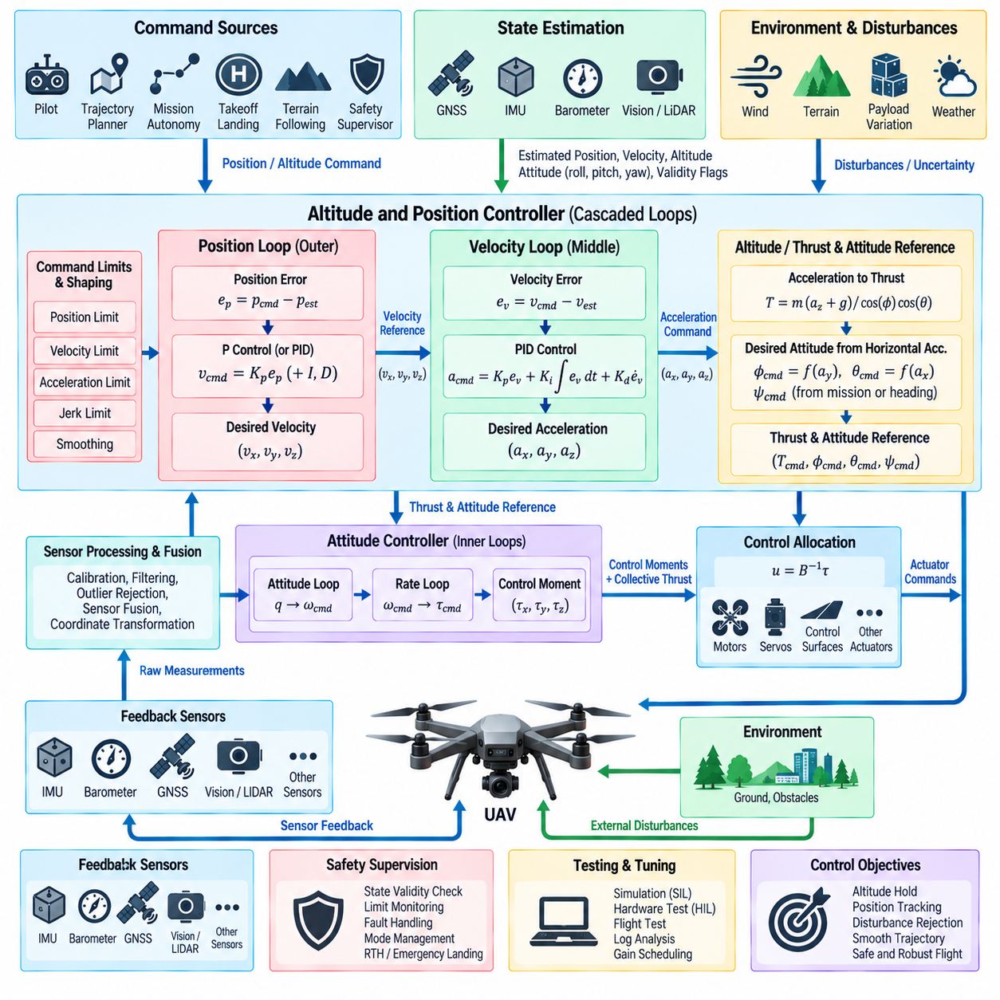 Command Sources
Pilot
Trajectory
Planner
Mission
Autonomy
H
Takeoff
Landing
Terrain
Following
Safety
Supervisor
State Estimation
GNSS
IMU
Barometer
Vision / LiDAR
Environment & Disturbances
Wind
Terrain
Payload
Variation
Weather
Position / Altitude Command
Estimated Position, Velocity, Altitude
Attitude (roll, pitch, yaw), Validity Flags
Disturbances / Uncertainty
Altitude and Position Controller (Cascaded Loops)
Command Limits
& Shaping
Position Limit
Velocity Limit
Acceleration Limit
Jerk Limit
Smoothing
Position Loop (Outer)
Position Error
e_p = p_cmd − p_est
P Control (or PID)
v_cmd = K_p e_p (+ I, D)
Desired Velocity
(v_x, v_y, v_z)
Velocity
Reference
(v_x, v_y, v_z)
Velocity Loop (Middle)
Velocity Error
e_v = v_cmd − v_est
PID Control
a_cmd = K_p e_v + K_i ∫ e_v dt + K_d ė_v
Desired Acceleration
(a_x, a_y, a_z)
Acceleration
Command
(a_x, a_y, a_z)
Altitude / Thrust & Attitude Reference
Acceleration to Thrust
T = m (a_z + g)/cos(ϕ) cos(θ)
Desired Attitude from Horizontal Acc.
ϕ_cmd = f(a_y), θ_cmd = f(a_x)
ψ_cmd (from mission or heading)
Thrust & Attitude Reference
(T_cmd, ϕ_cmd, θ_cmd, ψ_cmd)
Thrust & Attitude Reference
Sensor Processing & Fusion
Calibration, Filtering,
Outlier Rejection,
Sensor Fusion,
Coordinate Transformation
Attitude Controller (Inner Loops)
Attitude Loop
q → ω_cmd
Rate Loop
ω_cmd → τ_cmd
Control Moment
(τ_x, τ_y, τ_z)
Control Moments
+ Collective Thrust
Control Allocation
u = B⁻¹τ
Motors
Servos
Control
Surfaces
Other
Actuators
Actuator
Commands
Raw Measurements
Feedback Sensors
IMU
Barometer
GNSS
Vision / LIDAR
Other
Sensors
Sensor Feedback
UAV
Environment
Ground, Obstacles
External Disturbances
Feedback Sensors
IMU
Barometer
GNSS
Vision /
LIDAR
Other
Sensors
Safety Supervision
State Validity Check
Limit Monitoring
Fault Handling
Mode Management
RTH / Emergency Landing
Testing & Tuning
Simulation (SIL)
Hardware Test (HIL)
Flight Test
Log Analysis
Gain Scheduling
Control Objectives
Altitude Hold
Position Tracking
Disturbance Rejection
Smooth Trajectory
Safe and Robust Flight